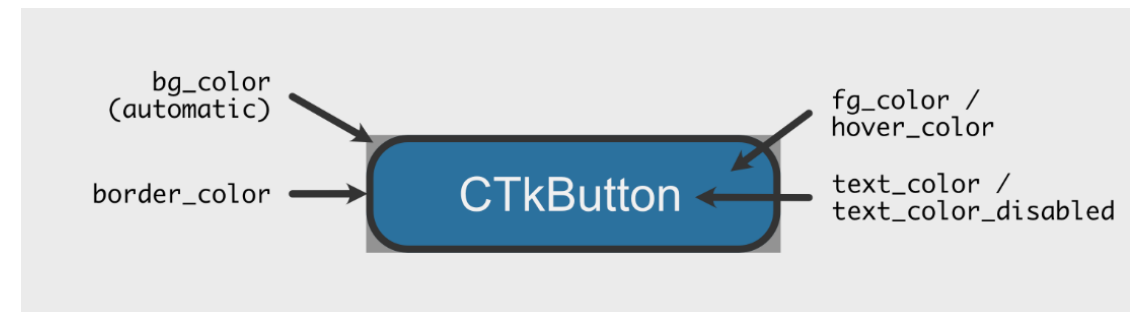 bg_color
(automatic)
border_color
CTkButton
fg_color /
hover_color
text_color /
text_color_disabled